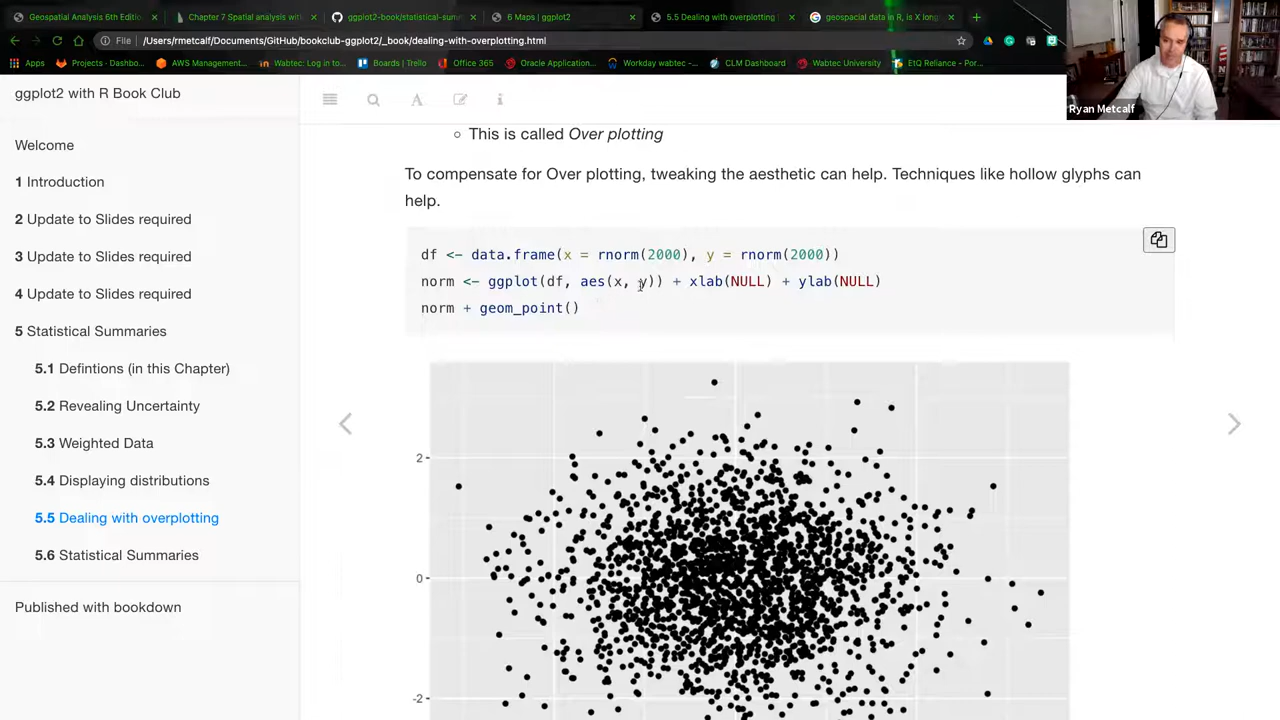 Geospatial Analysis 6th Edition
Chapter 7 Spatial analysis with
ggplot2-book/statistical-summ
6 Maps | ggplot2
5.5 Dealing with overplotting
geospacial data in R, is X long
File
/Users/rmetcalf/Documents/GitHub/bookclub-ggplot2/_book/dealing-with-overplotting.html
Apps
Projects - Dashbo...
AWS Management...
Wabtec: Log in to...
Boards | Trello
Office 365
Oracle Application...
Workday wabtec -...
CLM Dashboard
Wabtec University
EtQ Reliance - Port...
Ryan Metcalf
ggplot2 with R Book Club
Welcome
1 Introduction
2 Update to Slides required
3 Update to Slides required
4 Update to Slides required
5 Statistical Summaries
5.1 Defintions (in this Chapter)
5.2 Revealing Uncertainty
5.3 Weighted Data
5.4 Displaying distributions
5.5 Dealing with overplotting
5.6 Statistical Summaries
Published with bookdown
This is called Over plotting
To compensate for Over plotting, tweaking the aesthetic can help. Techniques like hollow glyphs can
help.
df <- data.frame(x = rnorm(2000), y = rnorm(2000))
norm <- ggplot(df, aes(x, y)) + xlab(NULL) + ylab(NULL)
norm + geom_point()
2
0
-2